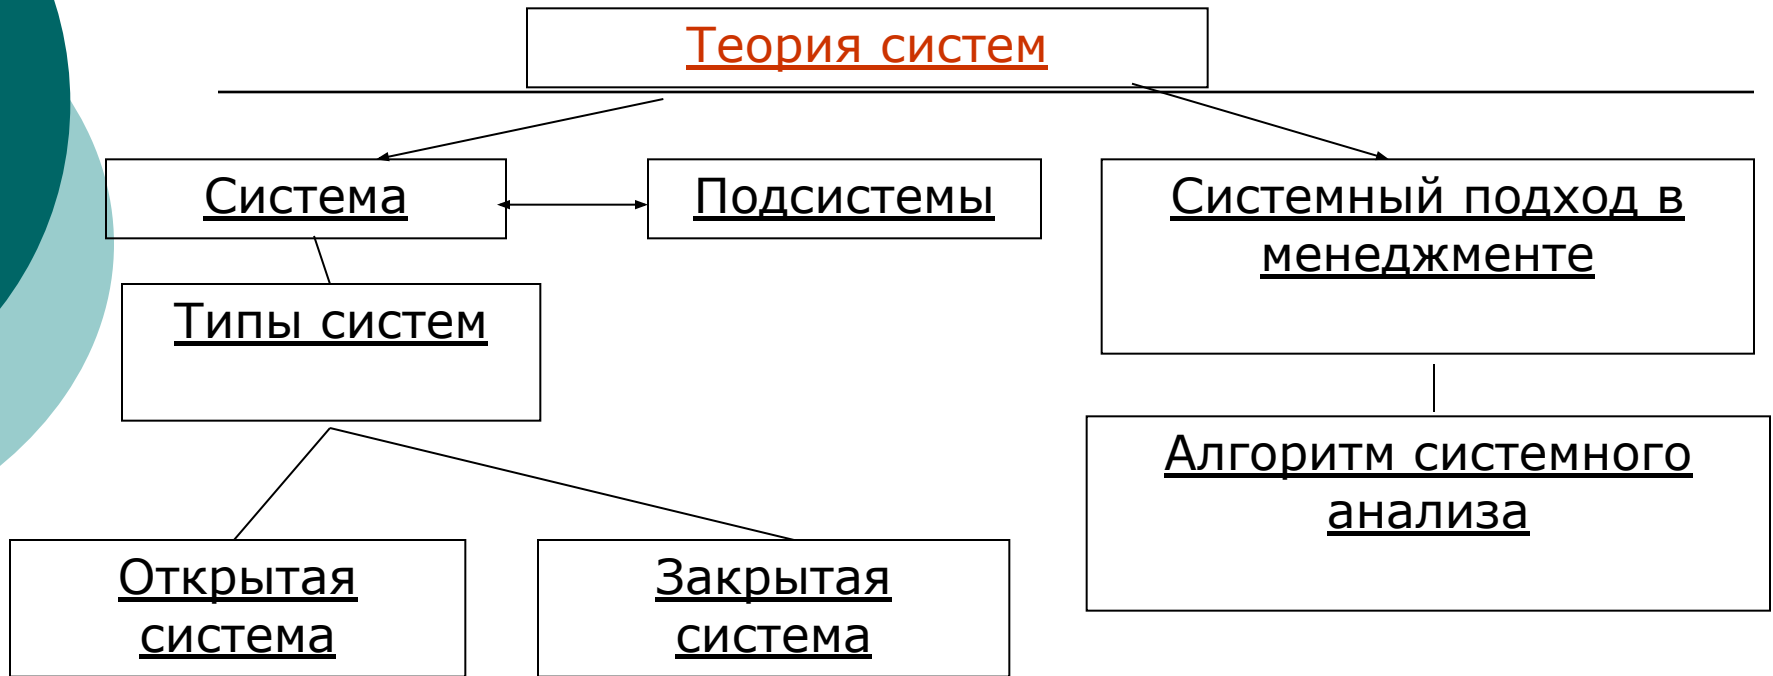 Теория систем
Система
Подсистемы
Системный подход в
менеджменте
Типы систем
Алгоритм системного
анализа
Открытая
система
Закрытая
система